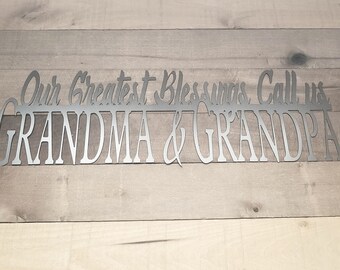 Our Greatest Blessings Call us
GRANDMA & GRANDPA